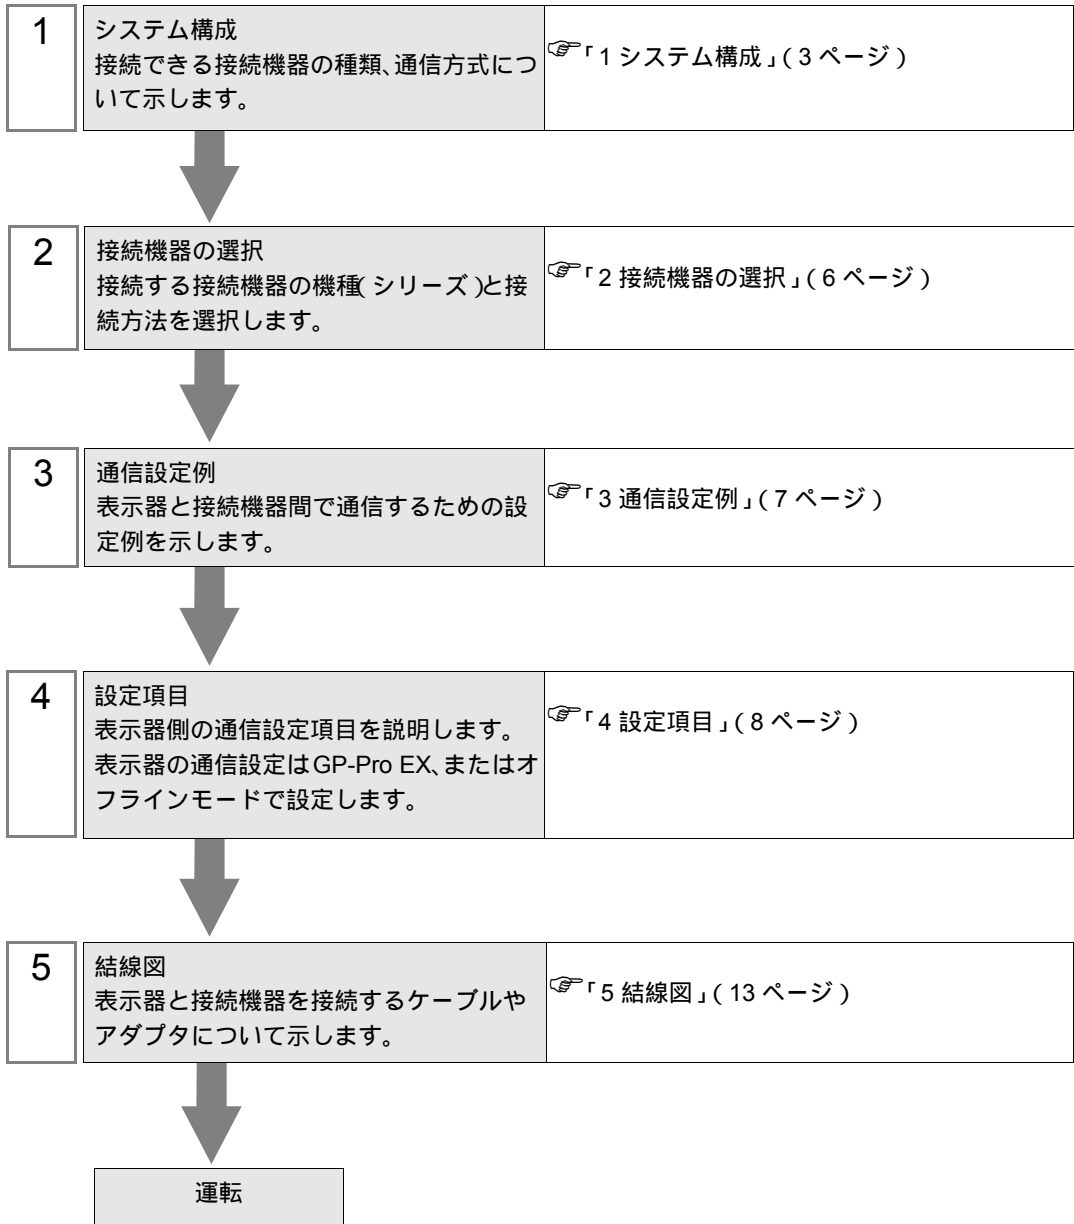 1
システム構成
接続できる接続機器の種類、通信方式につ
いて示します。
☞「1 システム構成」(3 ページ)
2
接続機器の選択
接続する接続機器の機種(シリーズ)と接
続方法を選択します。
☞「2 接続機器の選択」(6 ページ)
3
通信設定例
表示器と接続機器間で通信するための設
定例を示します。
☞「3 通信設定例」(7 ページ)
4
設定項目
表示器側の通信設定項目を説明します。
表示器の通信設定はGP-Pro EX、またはオ
フラインモードで設定します。
☞「4 設定項目」(8 ページ)
5
結線図
表示器と接続機器を接続するケーブルや
アダプタについて示します。
☞「5 結線図」(13 ページ)
運転